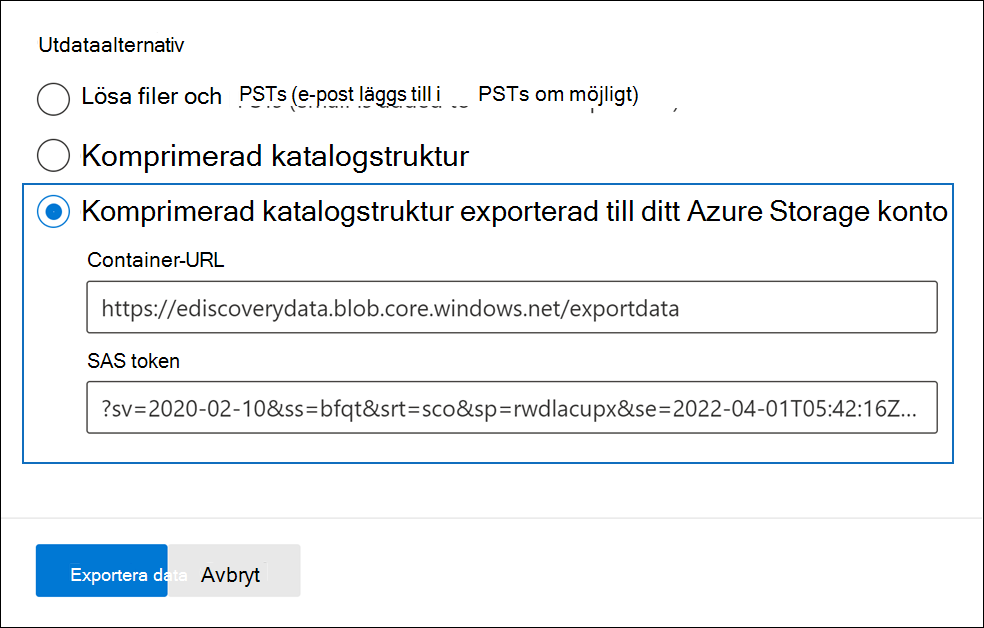 Utdataalternativ
Lösa filer och PSTs (e-post läggs till i PSTs om möjligt)
Komprimerad katalogstruktur
Komprimerad katalogstruktur exporterad till ditt Azure Storage konto
Container-URL
https://ediscoverydata.blob.core.windows.net/exportdata
SAS token
?sv=2020-02-10&ss=bfqt&srt=sco&sp=rwdlacupx&se=2022-04-01T05:42:16Z...
Exportera data Avbryt